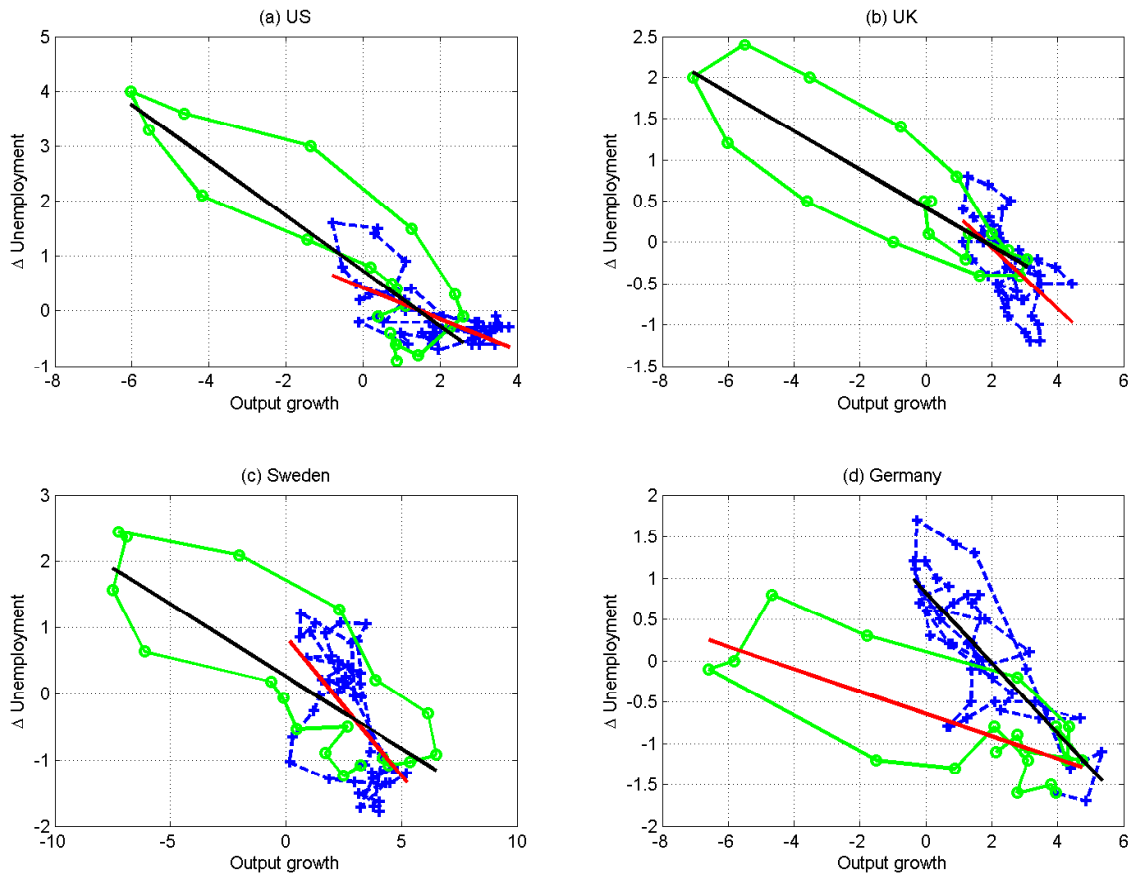 (a) US
5
4
3
2
1
0
-1
Δ Unemployment
-8 -6 -4 -2 0 2 4
Output growth
(b) UK
2.5
2
1.5
1
0.5
0
-0.5
-1
-1.5
Δ Unemployment
-8 -6 -4 -2 0 2 4 6
Output growth
(c) Sweden
3
2
1
0
-1
-2
Δ Unemployment
-10 -5 0 5 10
Output growth
(d) Germany
2
1.5
1
0.5
0
-0.5
-1
-1.5
-2
Δ Unemployment
-8 -6 -4 -2 0 2 4 6
Output growth